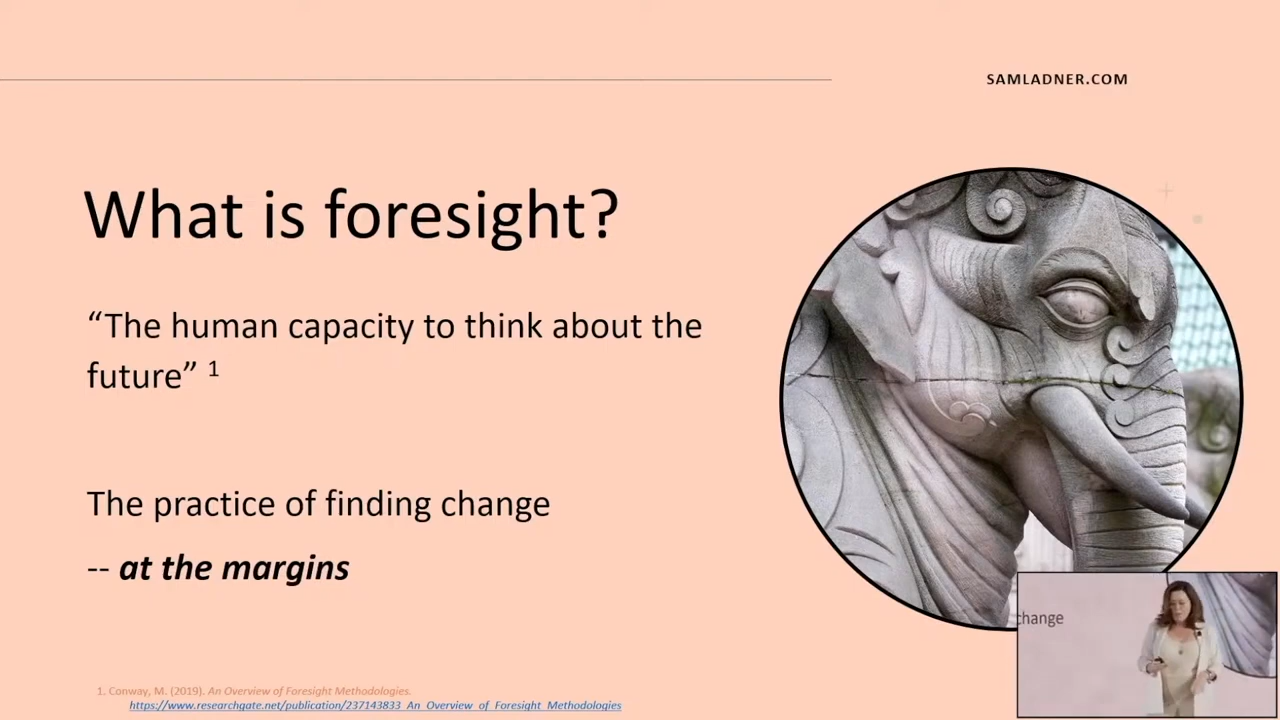 SAMLADNER.COM
What is foresight?
“The human capacity to think about the
future” 1
The practice of finding change
-- at the margins
change
1. Conway, M. (2019). An Overview of Foresight Methodologies.
https://www.researchgate.net/publication/237143833_An_Overview_of_Foresight_Methodologies